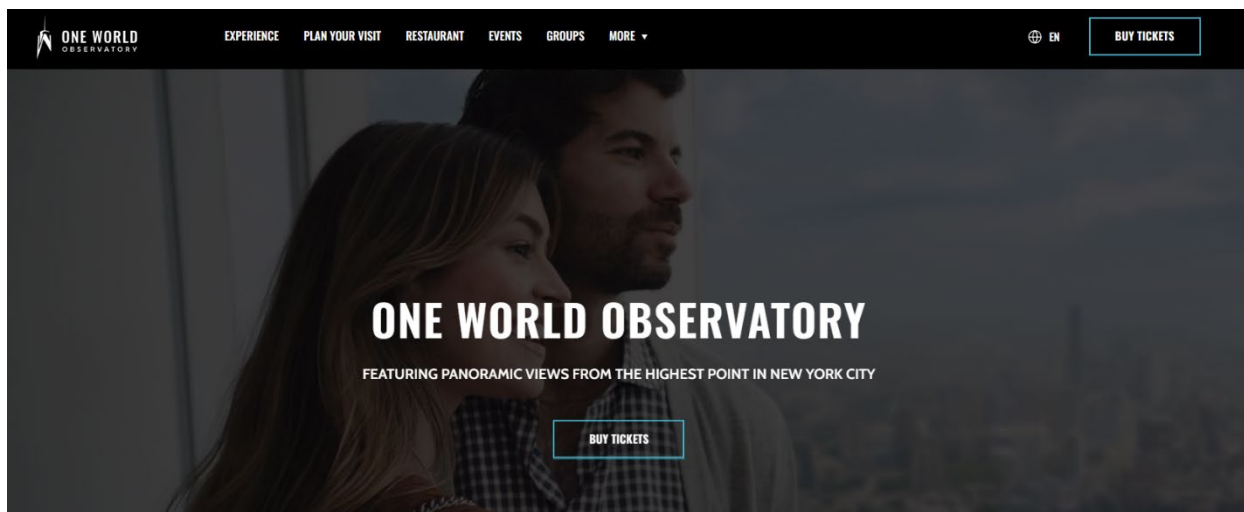 ONE WORLD
OBSERVATORY
EXPERIENCE
PLAN YOUR VISIT
RESTAURANT
EVENTS
GROUPS
MORE
EN
BUY TICKETS
ONE WORLD OBSERVATORY
FEATURING PANORAMIC VIEWS FROM THE HIGHEST POINT IN NEW YORK CITY
BUY TICKETS